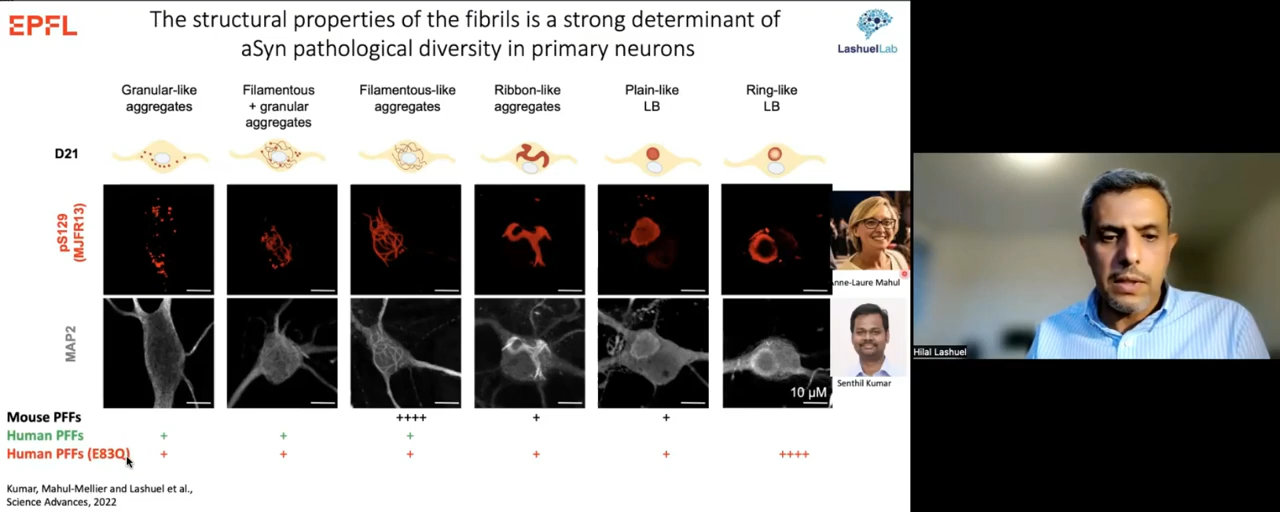 EPFL
The structural properties of the fibrils is a strong determinant of
aSyn pathological diversity in primary neurons
LashuelLab
Granular-like
aggregates
Filamentous
+ granular
aggregates
Filamentous-like
aggregates
Ribbon-like
aggregates
Plain-like
LB
Ring-like
LB
D21
pS129
(MJFR13)
MAP2
10 µM
nne-Laure Mahul
Senthil Kumar
Hilal Lashuel
Mouse PFFs ++++ + +
Human PFFs + + +
Human PFFs (E83Q) + + + + + ++++
Kumar, Mahul-Mellier and Lashuel et al.,
Science Advances, 2022